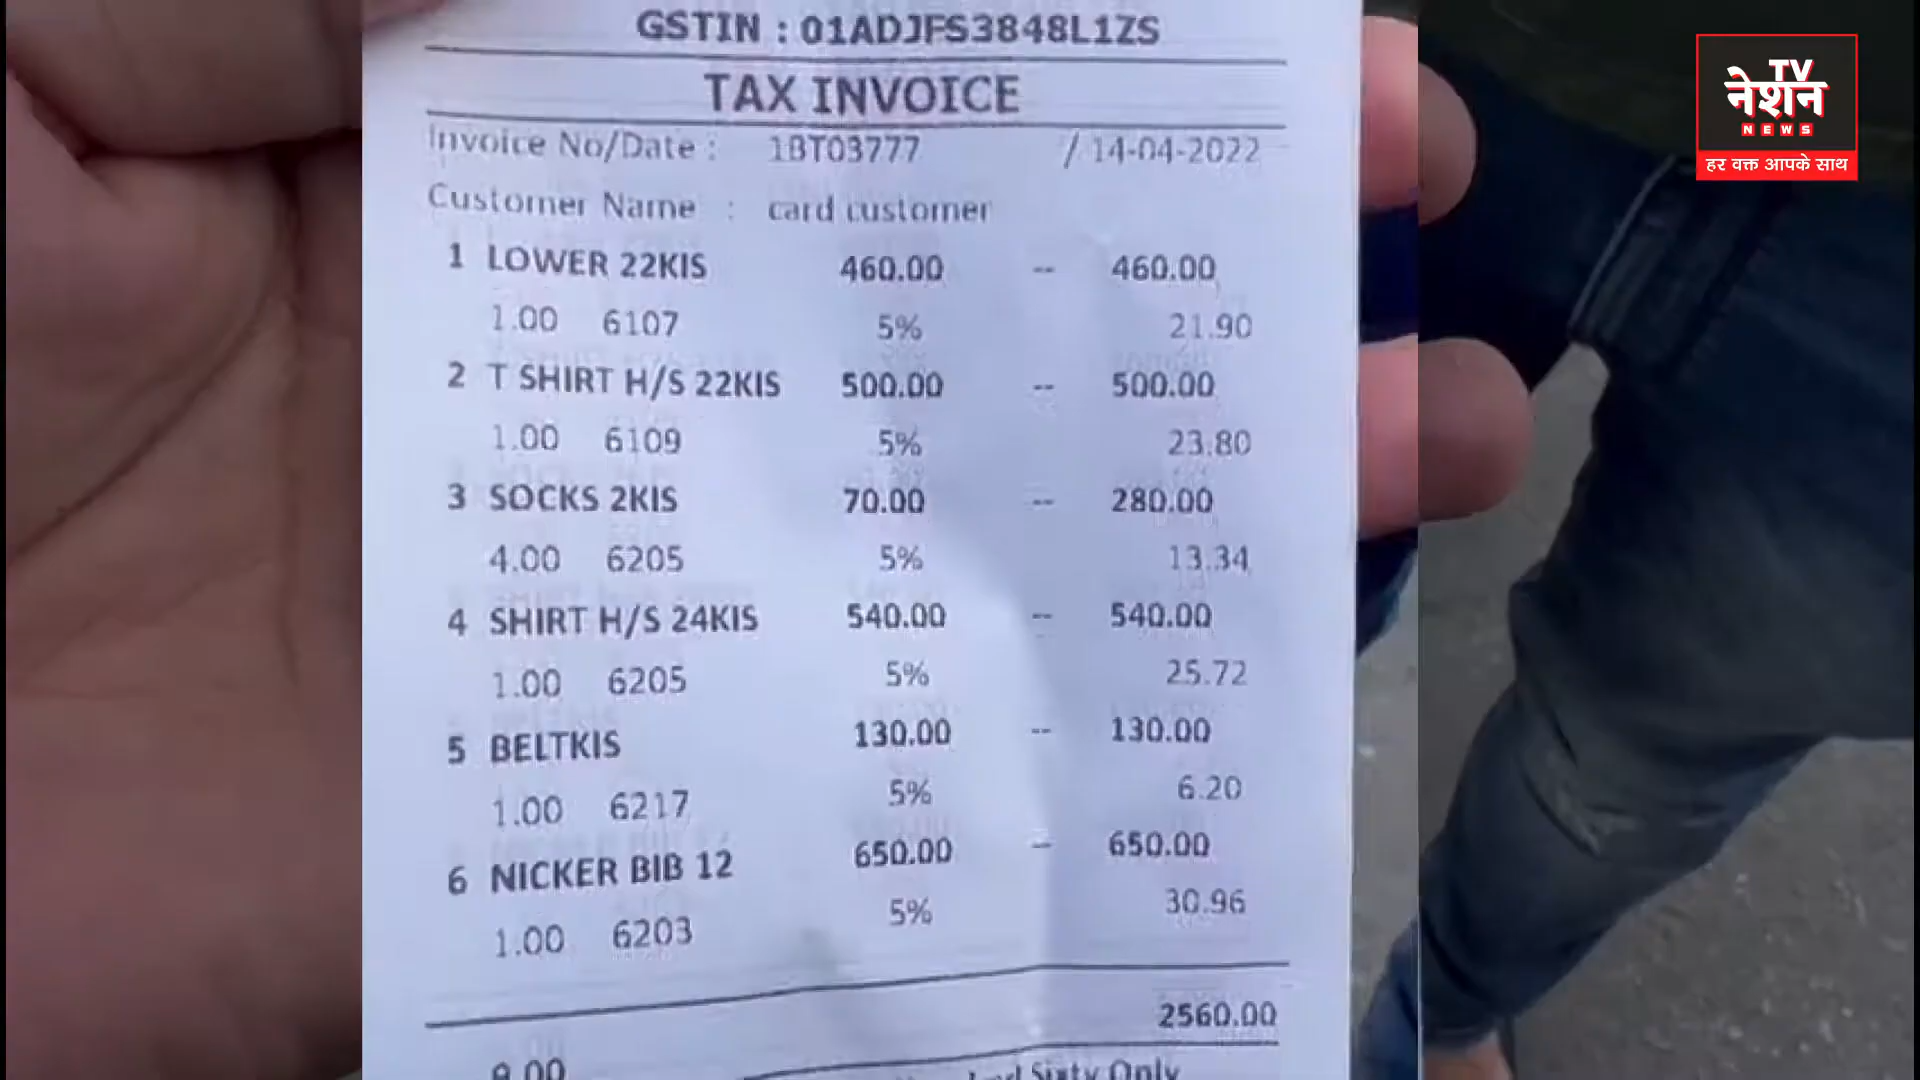 GSTIN : 01ADJFS3848L1ZS
TAX INVOICE
Invoice No/Date : 1BT03777 / 14-04-2022
Customer Name : card customer
1 LOWER 22KIS 460.00 -- 460.00
1.00 6107 5% 21.90
2 T SHIRT H/S 22KIS 500.00 -- 500.00
1.00 6109 5% 23.80
3 SOCKS 2KIS 70.00 -- 280.00
4.00 6205 5% 13.34
4 SHIRT H/S 24KIS 540.00 -- 540.00
1.00 6205 5% 25.72
5 BELTKIS 130.00 -- 130.00
1.00 6217 5% 6.20
6 NICKER BIB 12 650.00 -- 650.00
1.00 6203 5% 30.96
2560.00
9.00
Sixty Only
TV
नेशन
NEWS
हर वक्त आपके साथ